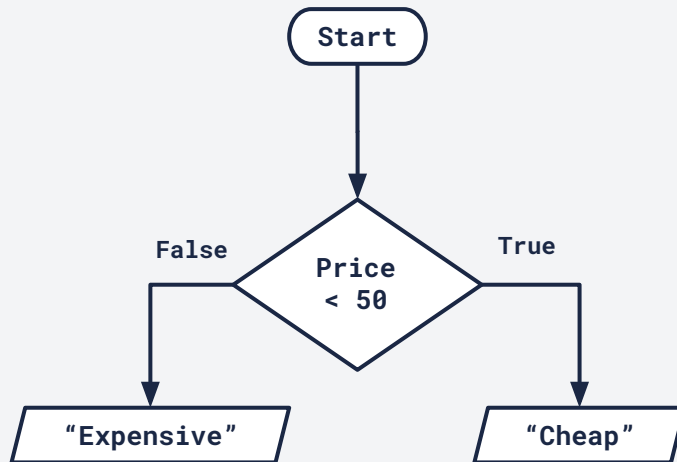 Start
False
True
Price
< 50
“Expensive”
“Cheap”